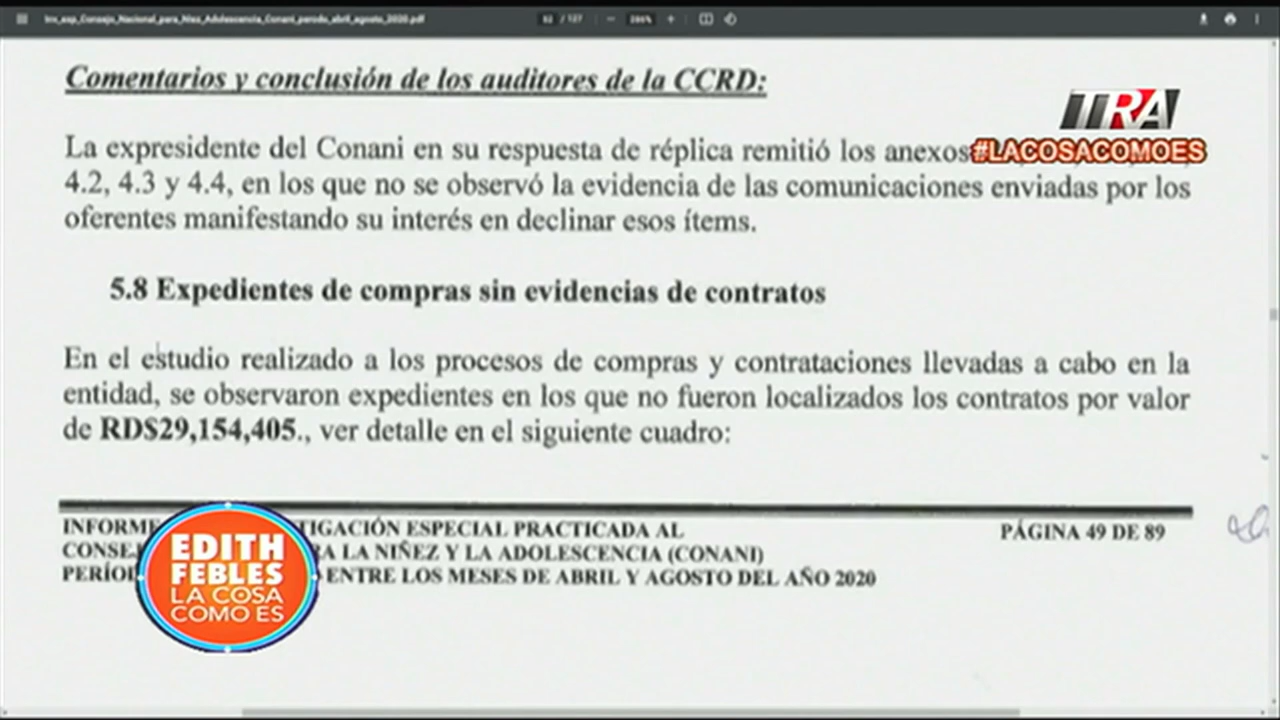 Inv_esp_Consejo_Nacional_para_Niez_Adolescencia_Conani_perodo_abril_agosto_2020.pdf
62 / 127
Comentarios y conclusión de los auditores de la CCRD:
TRA
#LACOSACOMOES
La expresidente del Conani en su respuesta de réplica remitió los anexos
4.2, 4.3 y 4.4, en los que no se observó la evidencia de las comunicaciones enviadas por los
oferentes manifestando su interés en declinar esos ítems.
5.8 Expedientes de compras sin evidencias de contratos
En el estudio realizado a los procesos de compras y contrataciones llevadas a cabo en la
entidad, se observaron expedientes en los que no fueron localizados los contratos por valor
de RD$29,154,405., ver detalle en el siguiente cuadro:
INFORME TIGACIÓN ESPECIAL PRACTICADA AL
PÁGINA 49 DE 89
CONSEJ RA LA NIÑEZ Y LA ADOLESCENCIA (CONANI)
PERÍOD ENTRE LOS MESES DE ABRIL Y AGOSTO DEL AÑO 2020
EDITH
FEBLES
LA COSA
COMO ES